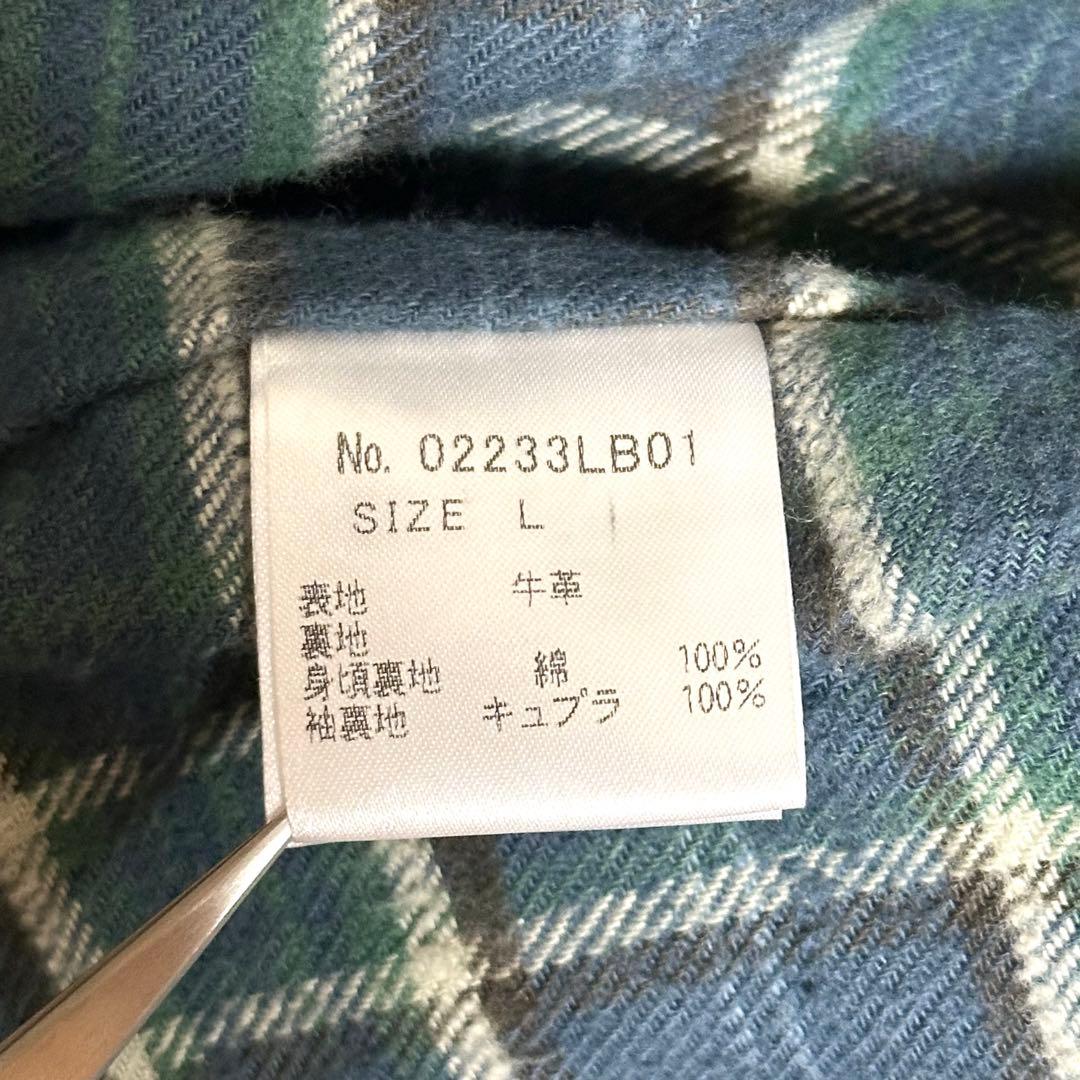 No. 02233LB01
SIZE L
表地 牛革
裏地
身頃裏地 綿 100%
袖裏地 キュプラ 100%